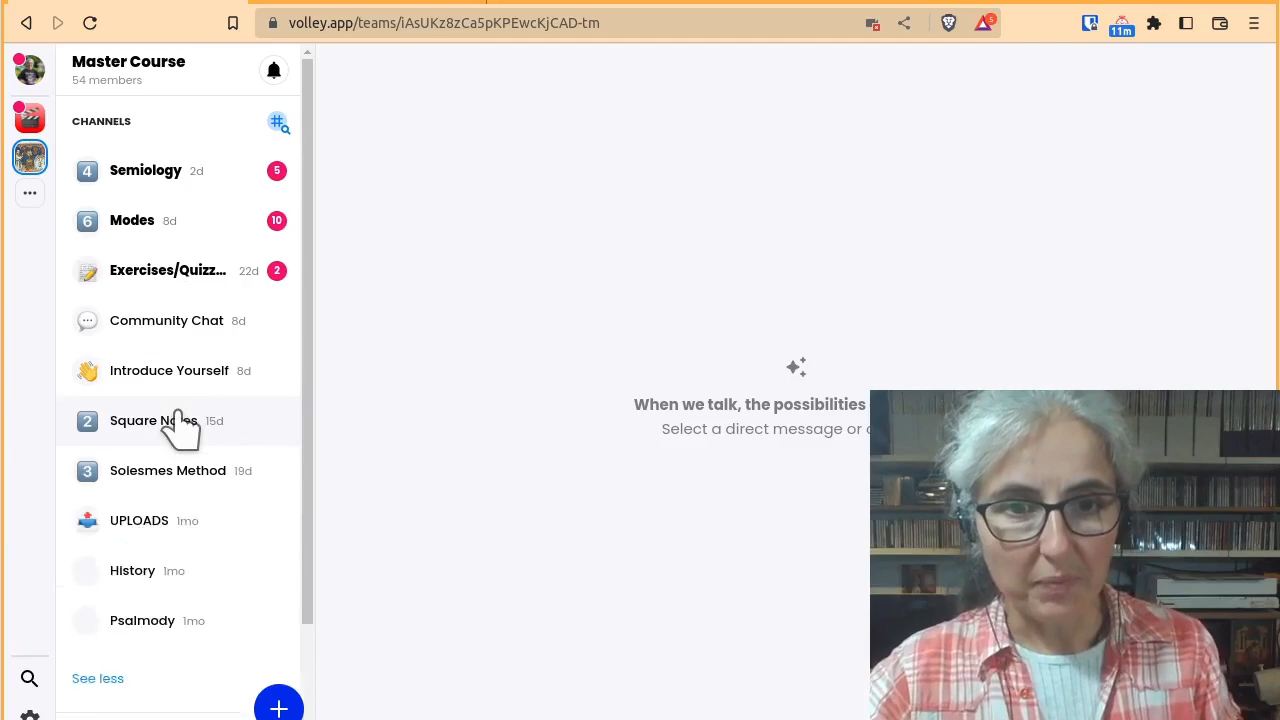 volley.app/teams/iAsUKz8zCa5pKPEwcKjCAD-tm
5
11m
Master Course
54 members
CHANNELS
4 Semiology 2d 5
6 Modes 8d 10
Exercises/Quizz... 22d 2
Community Chat 8d
Introduce Yourself 8d
2 Square 15d
3 Solesmes Method 19d
UPLOADS 1mo
History 1mo
Psalmody 1mo
See less
When we talk, the possibilities
Select a direct message or